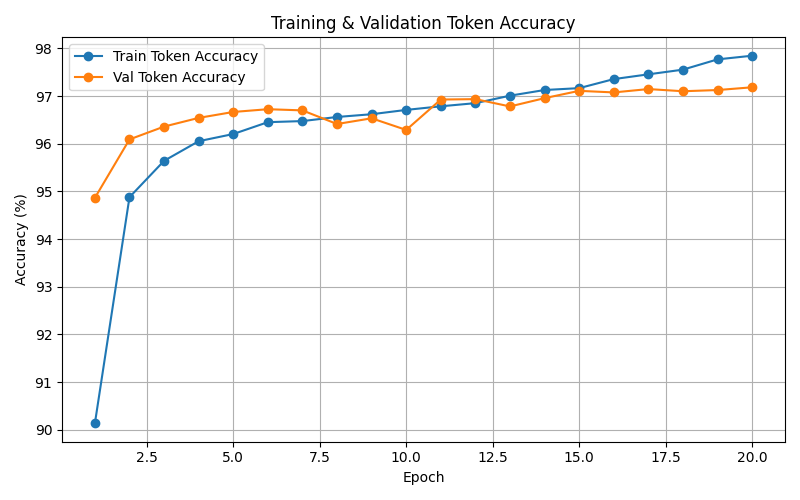 Training & Validation Token Accuracy
Train Token Accuracy
Val Token Accuracy
98
97
96
95
94
93
92
91
90
Accuracy (%)
2.5 5.0 7.5 10.0 12.5 15.0 17.5 20.0
Epoch